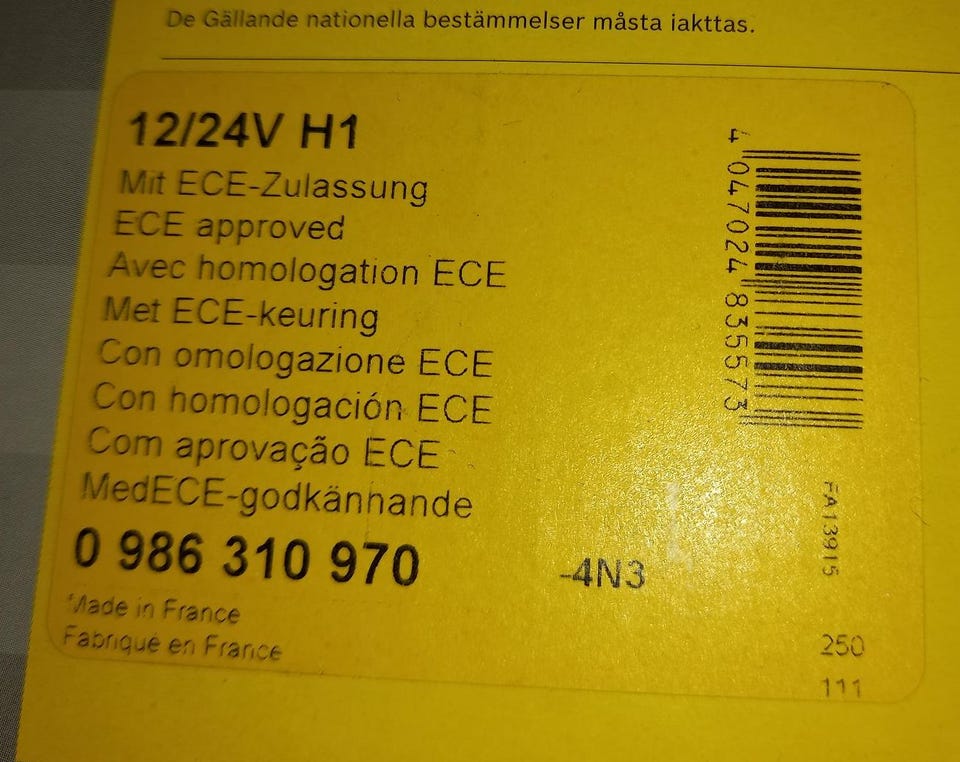 De Gällande nationella bestämmelser måsta iakttas.
12/24V H1
Mit ECE-Zulassung
ECE approved
Avec homologation ECE
Met ECE-keuring
Con omologazione ECE
Con homologación ECE
Com aprovação ECE
MedECE-godkännande
0 986 310 970
-4N3
Made in France
Fabriqué en France
4 047024 835573
FA13915
250
111